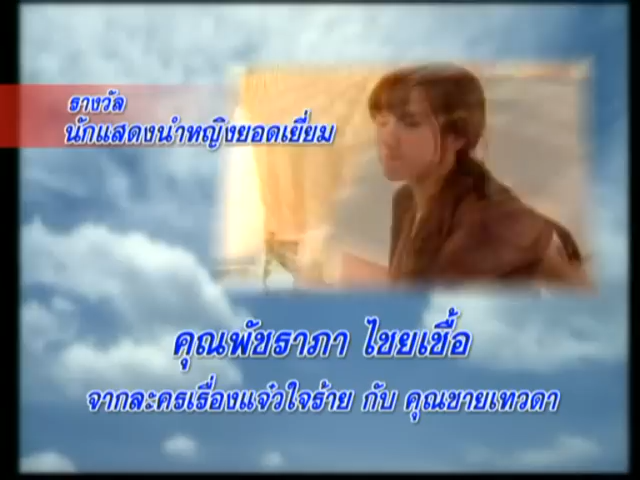 รางวัล
นักแสดงนำหญิงยอดเยี่ยม
คุณพัชราภา ไชยเชื้อ
จากละครเรื่องแจ๋วใจร้าย กับ คุณชายเทวดา